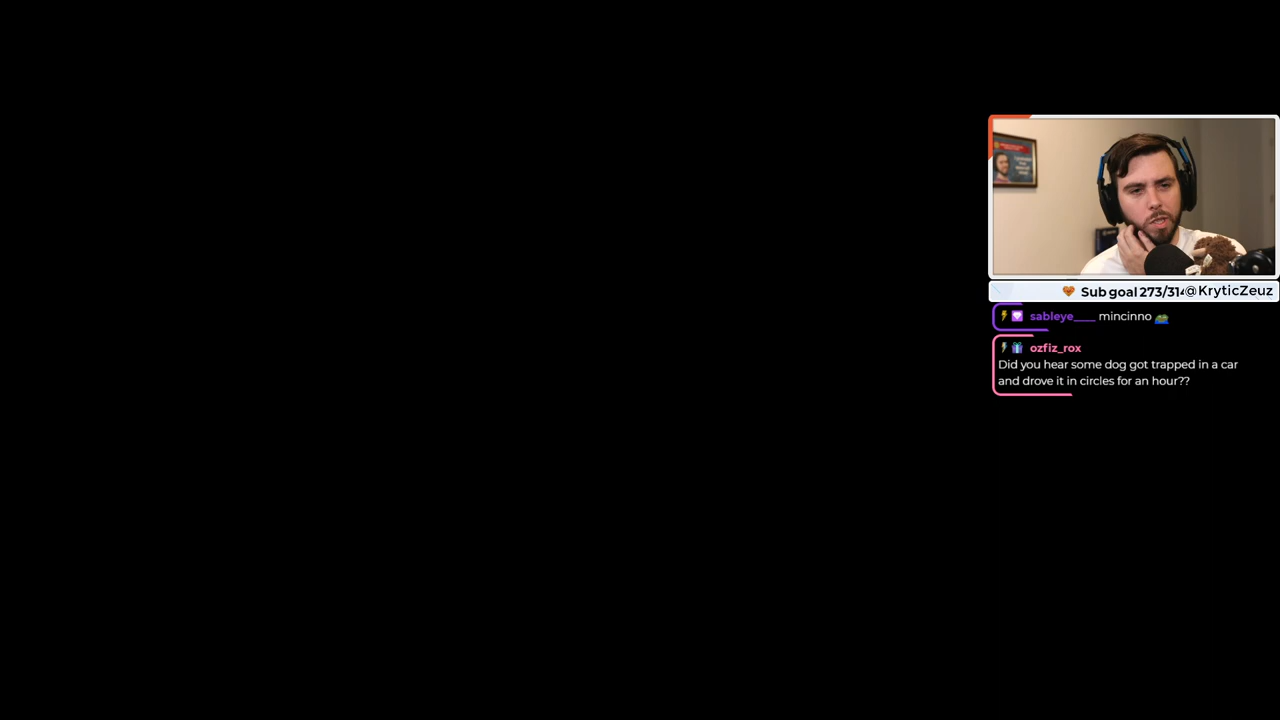 Sub goal 273/314
@KryticZeuz
sableye____ mincinno
ozfiz_rox
Did you hear some dog got trapped in a car
and drove it in circles for an hour??